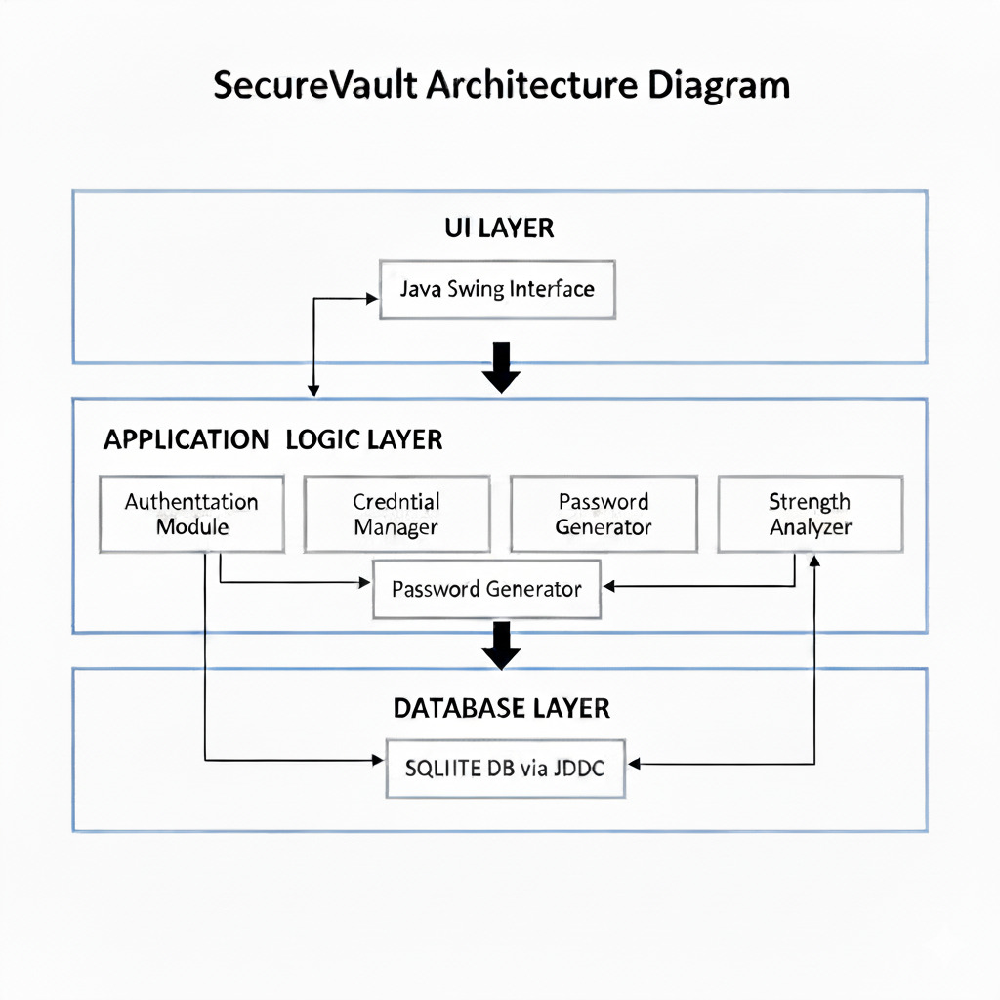 SecureVault Architecture Diagram
UI LAYER
Java Swing Interface
APPLICATION LOGIC LAYER
Authenttation
Module
Credntial
Manager
Password
Generator
Strength
Analyzer
Password Generator
DATABASE LAYER
SQLIITE DB via JDDC